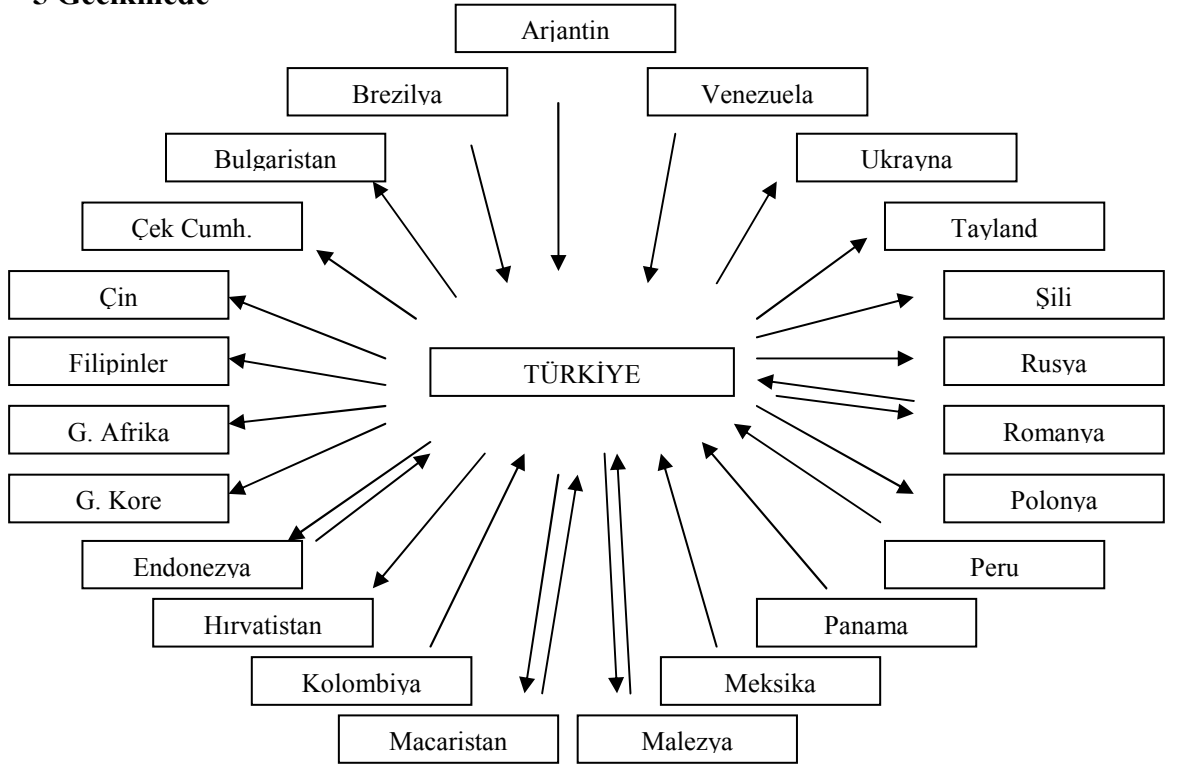 5 Gecikmede
Arjantin
Brezilya
Venezuela
Bulgaristan
Ukrayna
Çek Cumh.
Tayland
Çin
Şili
Filipinler
TÜRKİYE
Rusya
G. Afrika
Romanya
G. Kore
Polonya
Endonezya
Peru
Hırvatistan
Panama
Kolombiya
Meksika
Macaristan
Malezya